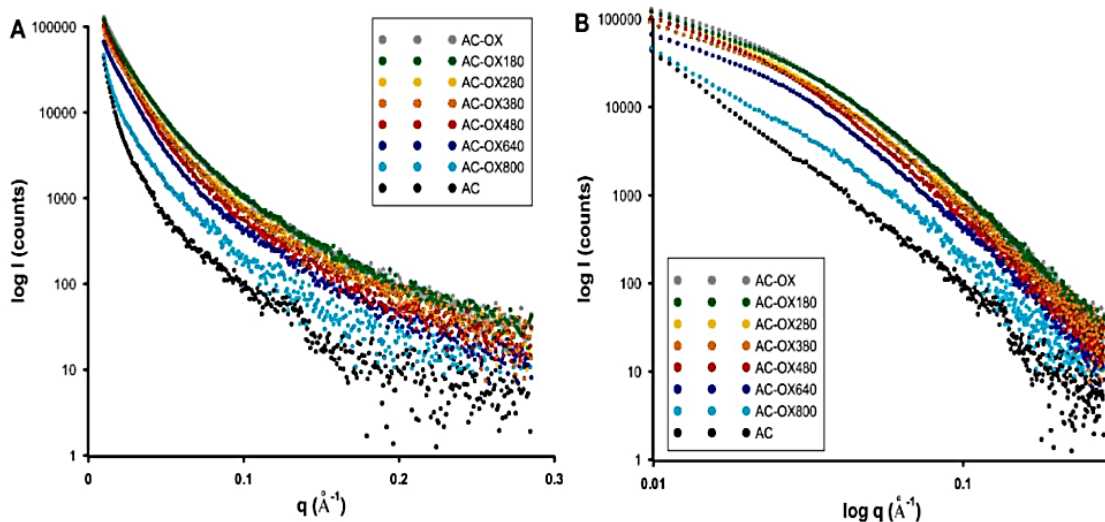 A
100000
10000
1000
100
10
1
log I (counts)
0
0.1
0.2
0.3
q (Å⁻¹)
AC-OX
AC-OX180
AC-OX280
AC-OX380
AC-OX480
AC-OX640
AC-OX800
AC
B
100000
100000
1000
100
10
1
log I (counts)
0.01
0.1
log q (Å⁻¹)
AC-OX
AC-OX180
AC-OX280
AC-OX380
AC-OX480
AC-OX640
AC-OX800
AC